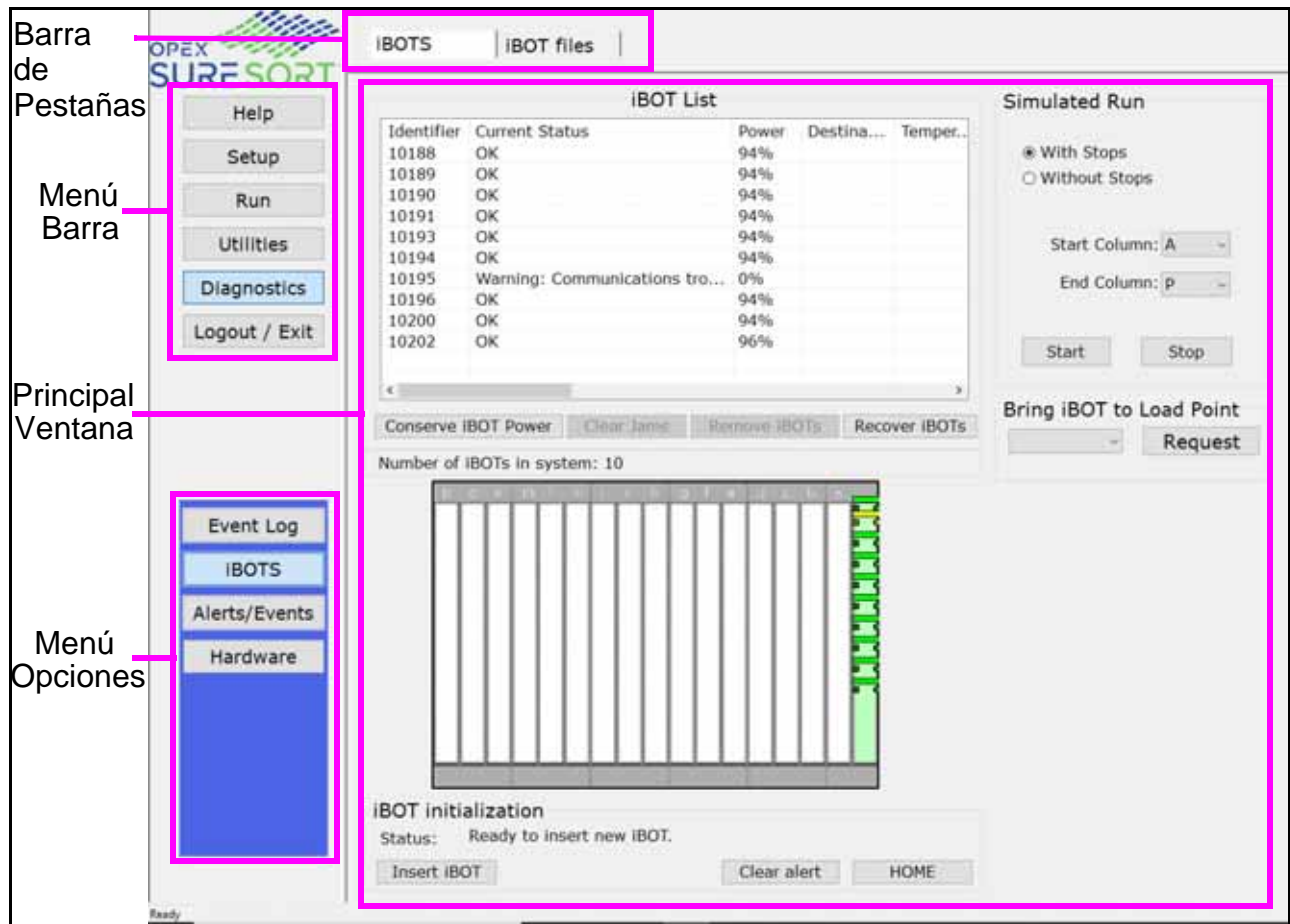 Barra
de
Pestañas
OPEX
SURE SORT
iBOTS
iBOT files
Menú
Barra
Help
Setup
Run
Utilities
Diagnostics
Logout / Exit
Principal
Ventana
iBOT List
Identifier Current Status Power Destina... Temper..
10188 OK 94%
10189 OK 94%
10190 OK 94%
10191 OK 94%
10193 OK 94%
10194 OK 94%
10195 Warning: Communications tro... 0%
10196 OK 94%
10200 OK 94%
10202 OK 96%
Conserve iBOT Power Clear Jams Remove iBOTs Recover iBOTs
Number of iBOTs in system: 10
Simulated Run
With Stops
Without Stops
Start Column: A
End Column: P
Start Stop
Bring iBOT to Load Point
Request
Menú
Opciones
Event Log
iBOTS
Alerts/Events
Hardware
iBOT initialization
Status: Ready to insert new iBOT.
Insert iBOT Clear alert HOME
Ready